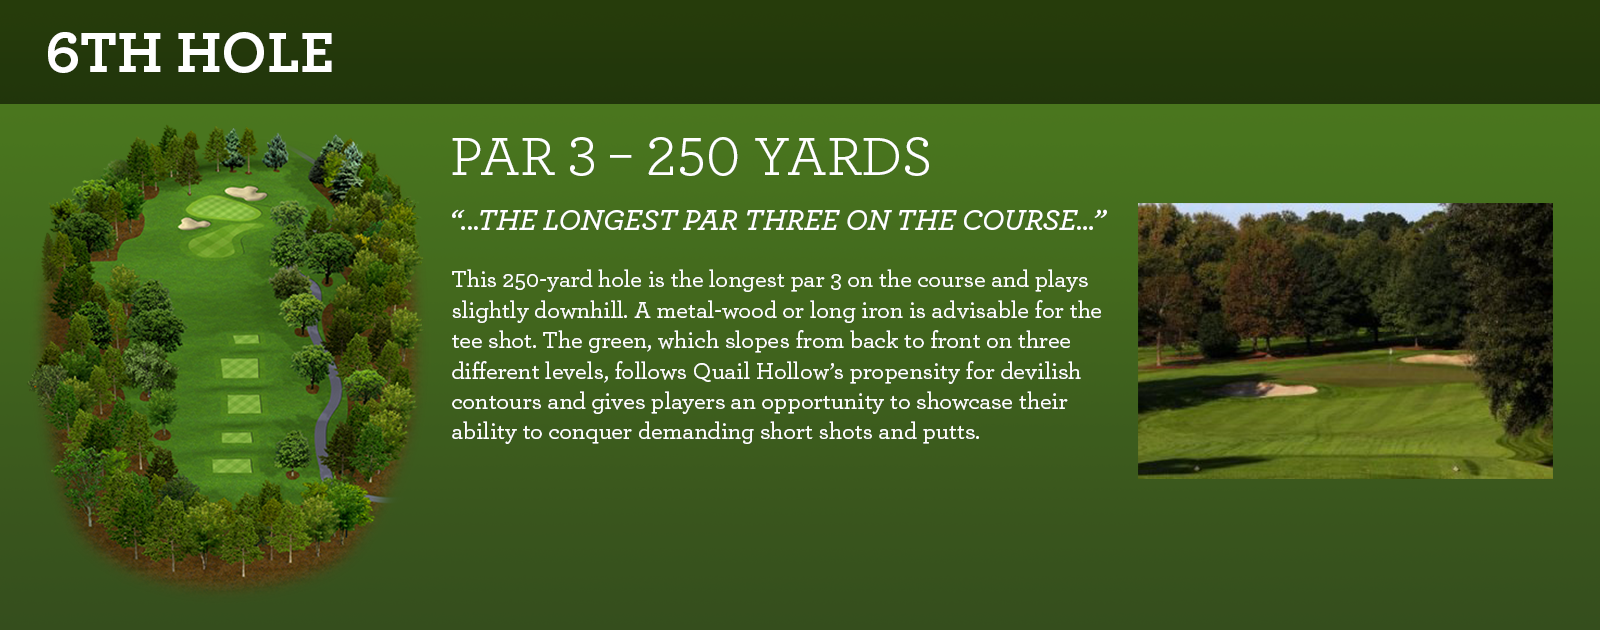 6TH HOLE
PAR 3 – 250 YARDS
“...THE LONGEST PAR THREE ON THE COURSE...”
This 250-yard hole is the longest par 3 on the course and plays
slightly downhill. A metal-wood or long iron is advisable for the
tee shot. The green, which slopes from back to front on three
different levels, follows Quail Hollow’s propensity for devilish
contours and gives players an opportunity to showcase their
ability to conquer demanding short shots and putts.